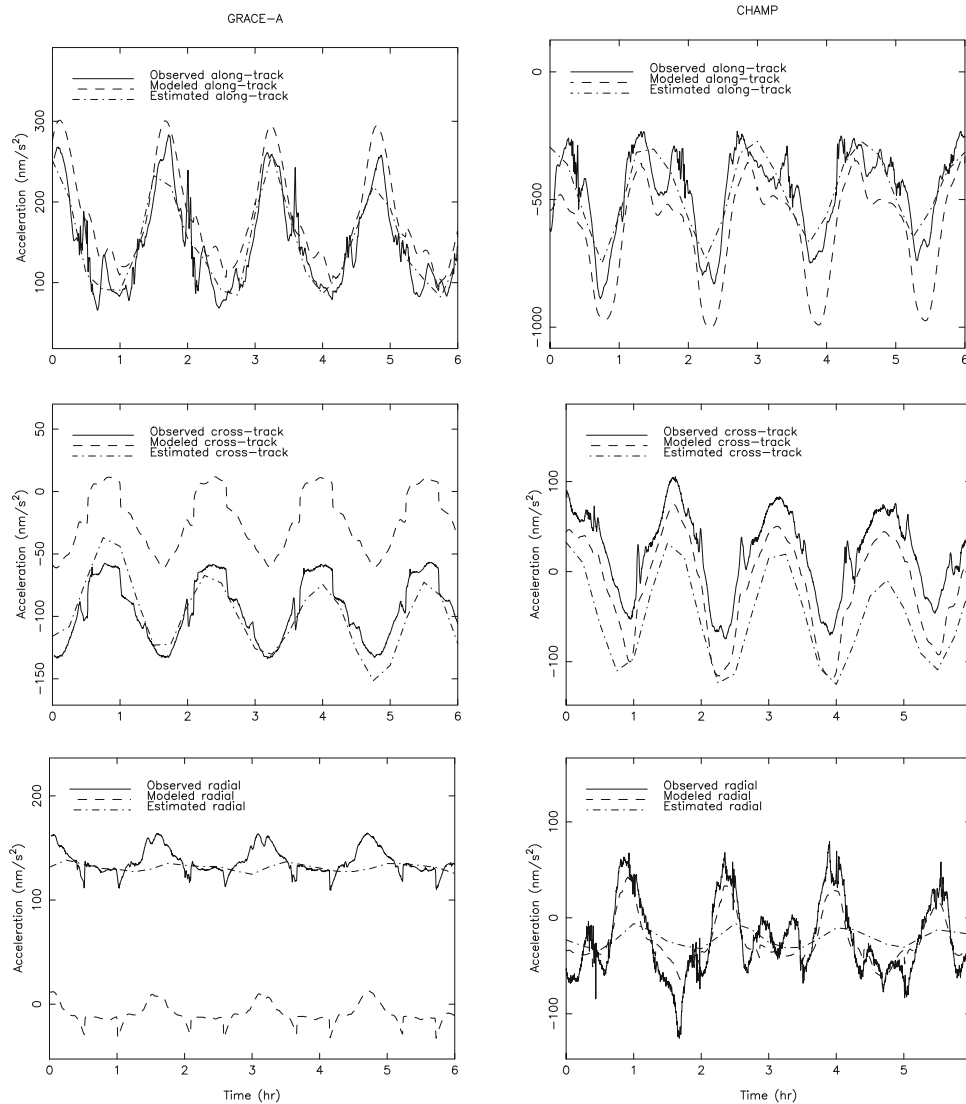 GRACE-A
Observed along-track
Modeled along-track
Estimated along-track
Acceleration (nm/s²)
300
200
100
0 1 2 3 4 5 6
CHAMP
Observed along-track
Modeled along-track
Estimated along-track
Acceleration (nm/s²)
0
-500
-1000
0 1 2 3 4 5 6
Observed cross-track
Modeled cross-track
Estimated cross-track
Acceleration (nm/s²)
50
0
-50
-100
-150
0 1 2 3 4 5 6
Observed cross-track
Modeled cross-track
Estimated cross-track
Acceleration (nm/s²)
100
0
-100
0 1 2 3 4 5
Observed radial
Modeled radial
Estimated radial
Acceleration (nm/s²)
200
100
0
0 1 2 3 4 5 6
Time (hr)
Observed radial
Modeled radial
Estimated radial
Acceleration (nm/s²)
100
0
-100
0 1 2 3 4 5
Time (hr)